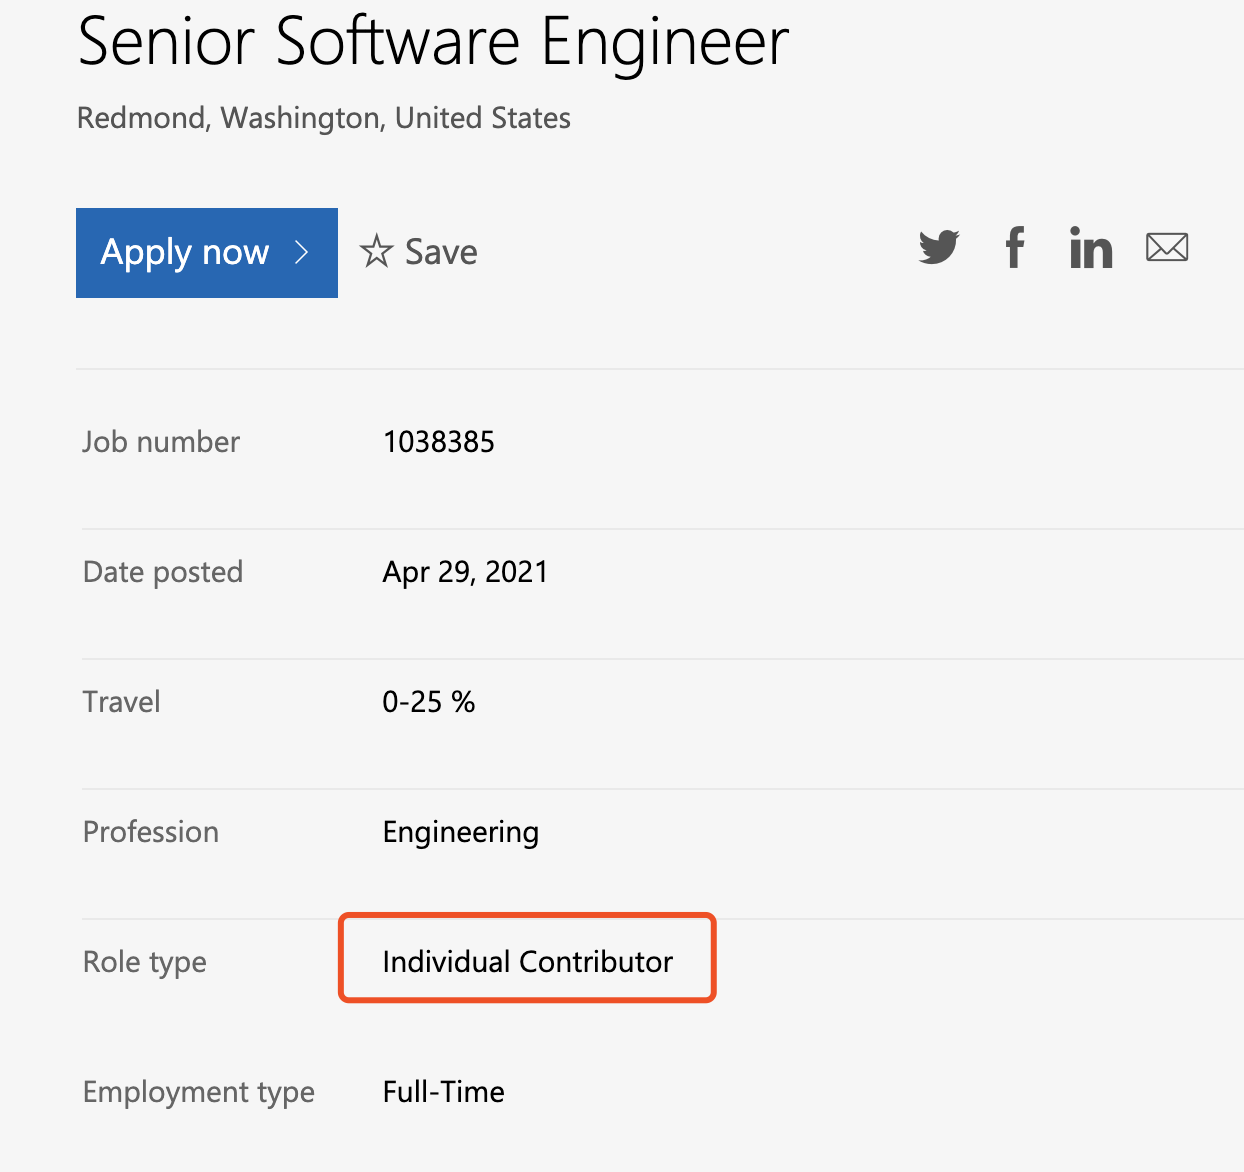 Senior Software Engineer
Redmond, Washington, United States
Apply now
Save
Job number 1038385
Date posted Apr 29, 2021
Travel 0-25 %
Profession Engineering
Role type Individual Contributor
Employment type Full-Time